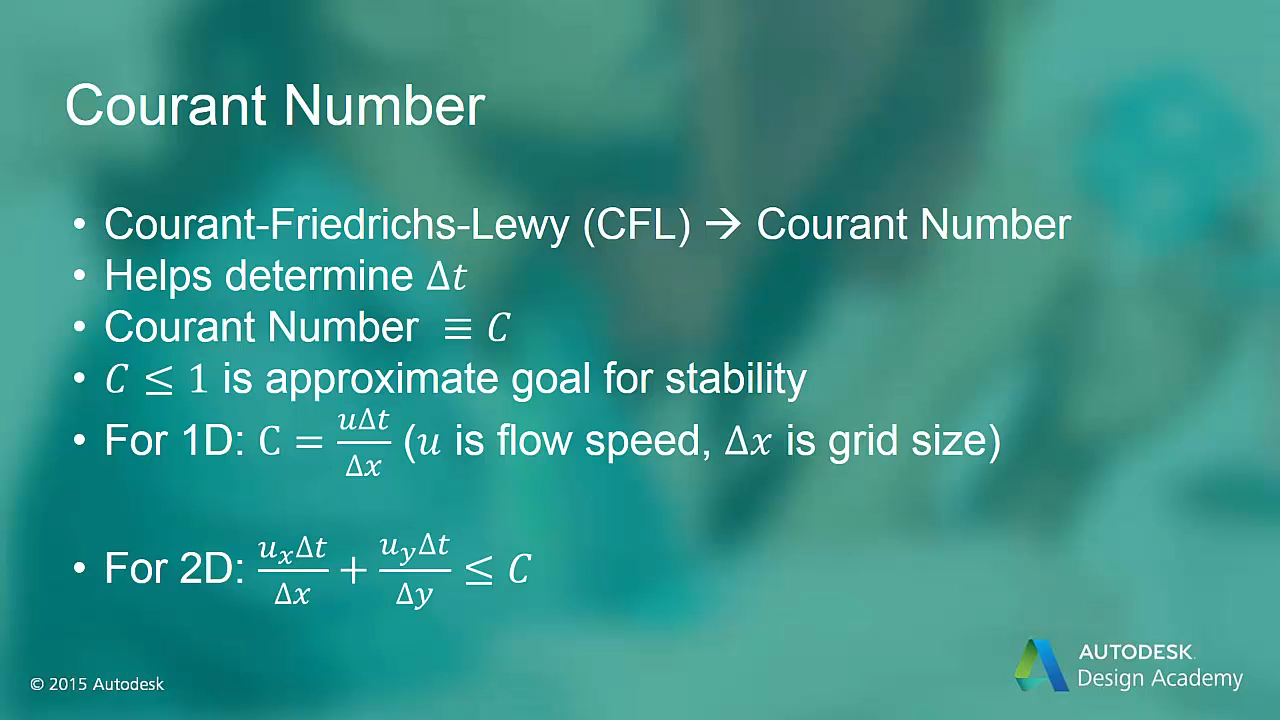 Courant Number
• Courant-Friedrichs-Lewy (CFL) → Courant Number
• Helps determine Δ𝑡
• Courant Number ≡ 𝐶
• 𝐶 ≤ 1 is approximate goal for stability
• For 1D: C = 𝑢Δ𝑡/Δ𝑥 (𝑢 is flow speed, Δ𝑥 is grid size)
• For 2D: 𝑢ₓΔ𝑡/Δ𝑥 + 𝑢_𝑦Δ𝑡/Δ𝑦 ≤ 𝐶
© 2015 Autodesk
AUTODESK.
Design Academy